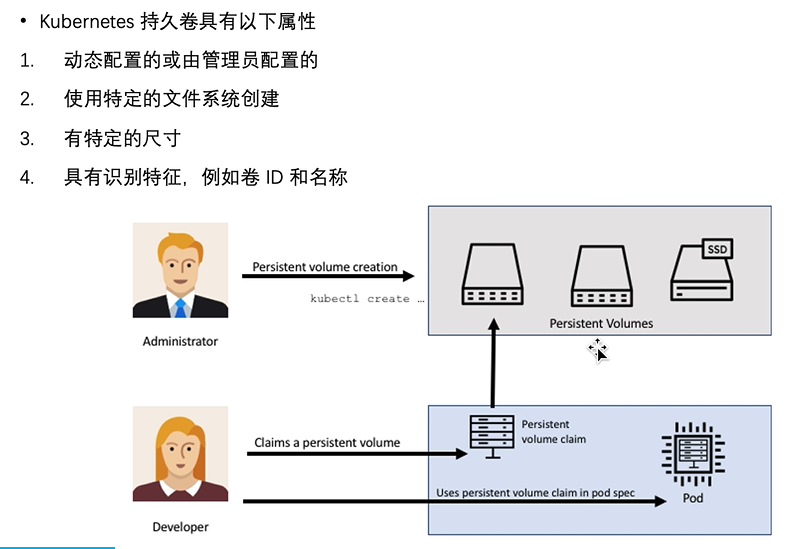 • Kubernetes 持久卷具有以下属性
1. 动态配置的或由管理员配置的
2. 使用特定的文件系统创建
3. 有特定的尺寸
4. 具有识别特征，例如卷 ID 和名称
SSD
Persistent volume creation
kubectl create …
Persistent Volumes
Administrator
Persistent
volume claim
Claims a persistent volume
Uses persistent volume claim in pod spec
Pod
Developer